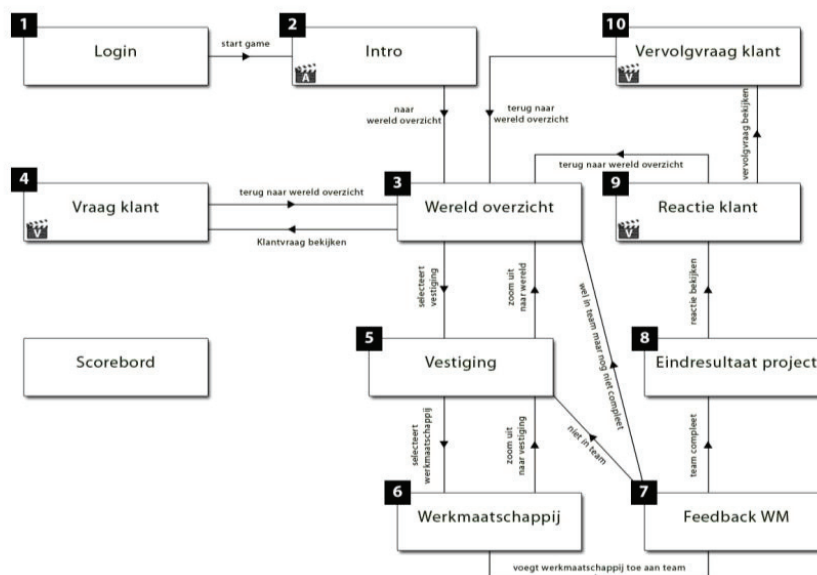 1
Login
start game
2
Intro
A
10
Vervolgvraag klant
V
naar
wereld overzicht
terug naar
wereld overzicht
vervolgvraag bekijken
terug naar wereld overzicht
4
Vraag klant
V
terug naar wereld overzicht
Klantvraag bekijken
3
Wereld overzicht
9
Reactie klant
V
selecteert
vestiging
zoom uit
naar wereld
wel in team maar nog niet compleet
reactie bekijken
Scorebord
5
Vestiging
8
Eindresultaat project
selecteert
werkmaatschappij
zoom uit
naar vestiging
niet in team
team compleet
6
Werkmaatschappij
7
Feedback WM
voegt werkmaatschappij toe aan team